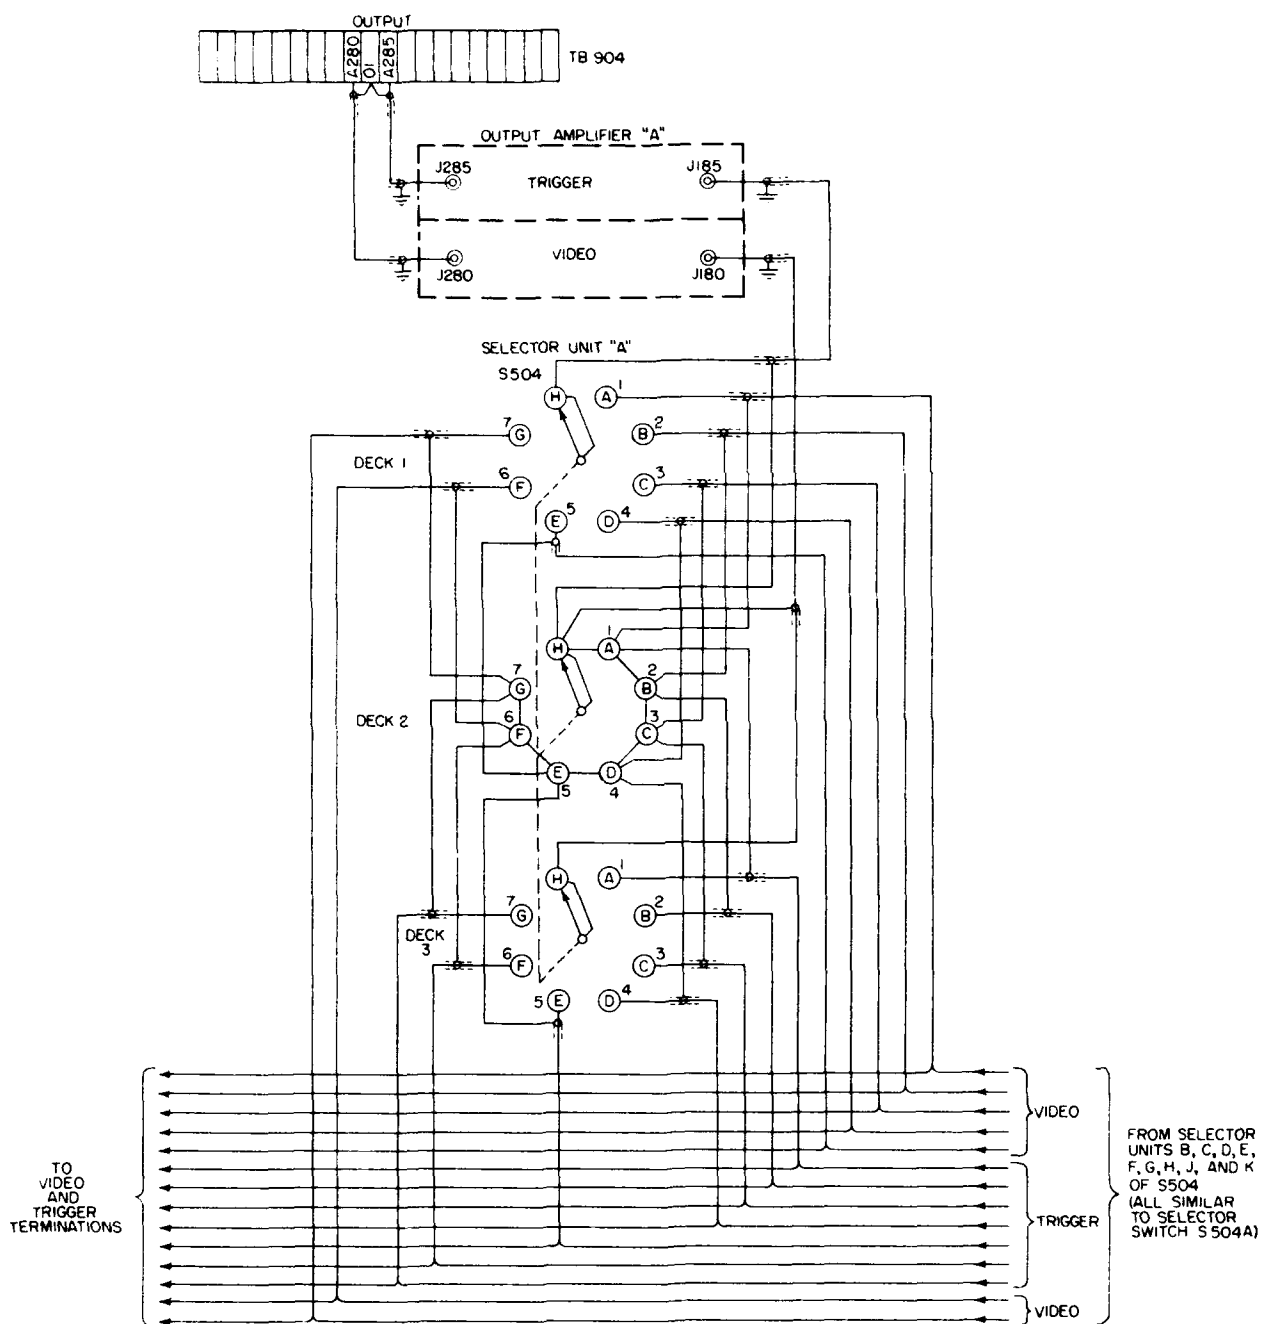 OUTPUT
A280
01
A285
TB 904
OUTPUT AMPLIFIER "A"
J285
TRIGGER
J185
VIDEO
J280
J180
SELECTOR UNIT "A"
S504
H
A 1
7 G
B 2
DECK 1
6 F
C 3
E 5
D 4
H
1 A
7 G
2 B
DECK 2
6 F
3 C
E 5
D 4
H
A 1
7 G
B 2
DECK
3
6 F
C 3
5 E
D 4
VIDEO
TO
VIDEO
AND
TRIGGER
TERMINATIONS
TRIGGER
VIDEO
FROM SELECTOR
UNITS B, C, D, E,
F, G, H, J, AND K
OF S504
(ALL SIMILAR
TO SELECTOR
SWITCH S504A)